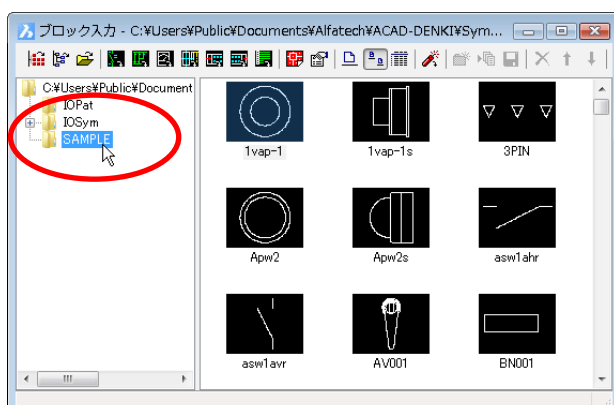 ブロック入力 - C:¥Users¥Public¥Documents¥Alfatech¥ACAD-DENKI¥Sym...
C:¥Users¥Public¥Document
IOPat
IOSym
SAMPLE
1vap-1
1vap-1s
3PIN
Apw2
Apw2s
asw1ahr
asw1avr
AV001
BN001